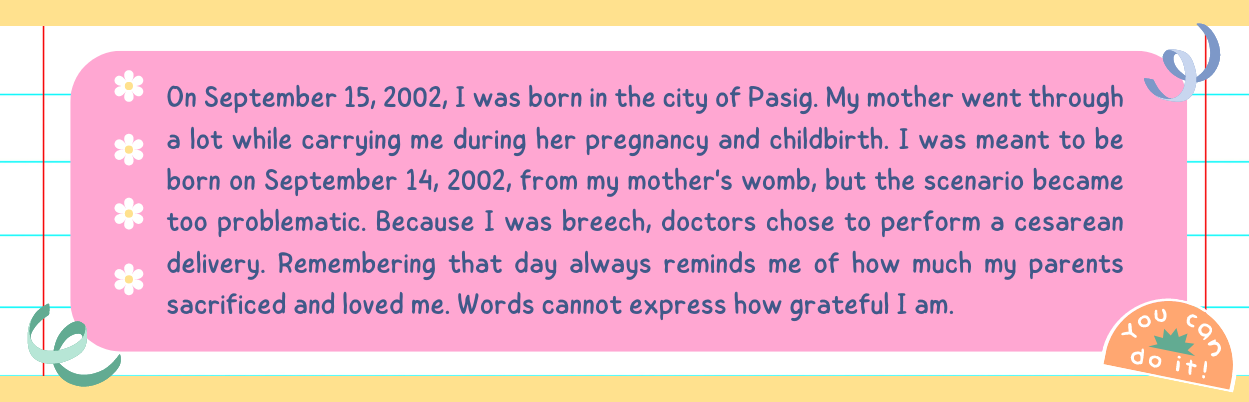 On September 15, 2002, I was born in the city of Pasig. My mother went through
a lot while carrying me during her pregnancy and childbirth. I was meant to be
born on September 14, 2002, from my mother's womb, but the scenario became
too problematic. Because I was breech, doctors chose to perform a cesarean
delivery. Remembering that day always reminds me of how much my parents
sacrificed and loved me. Words cannot express how grateful I am.
You can
do it!